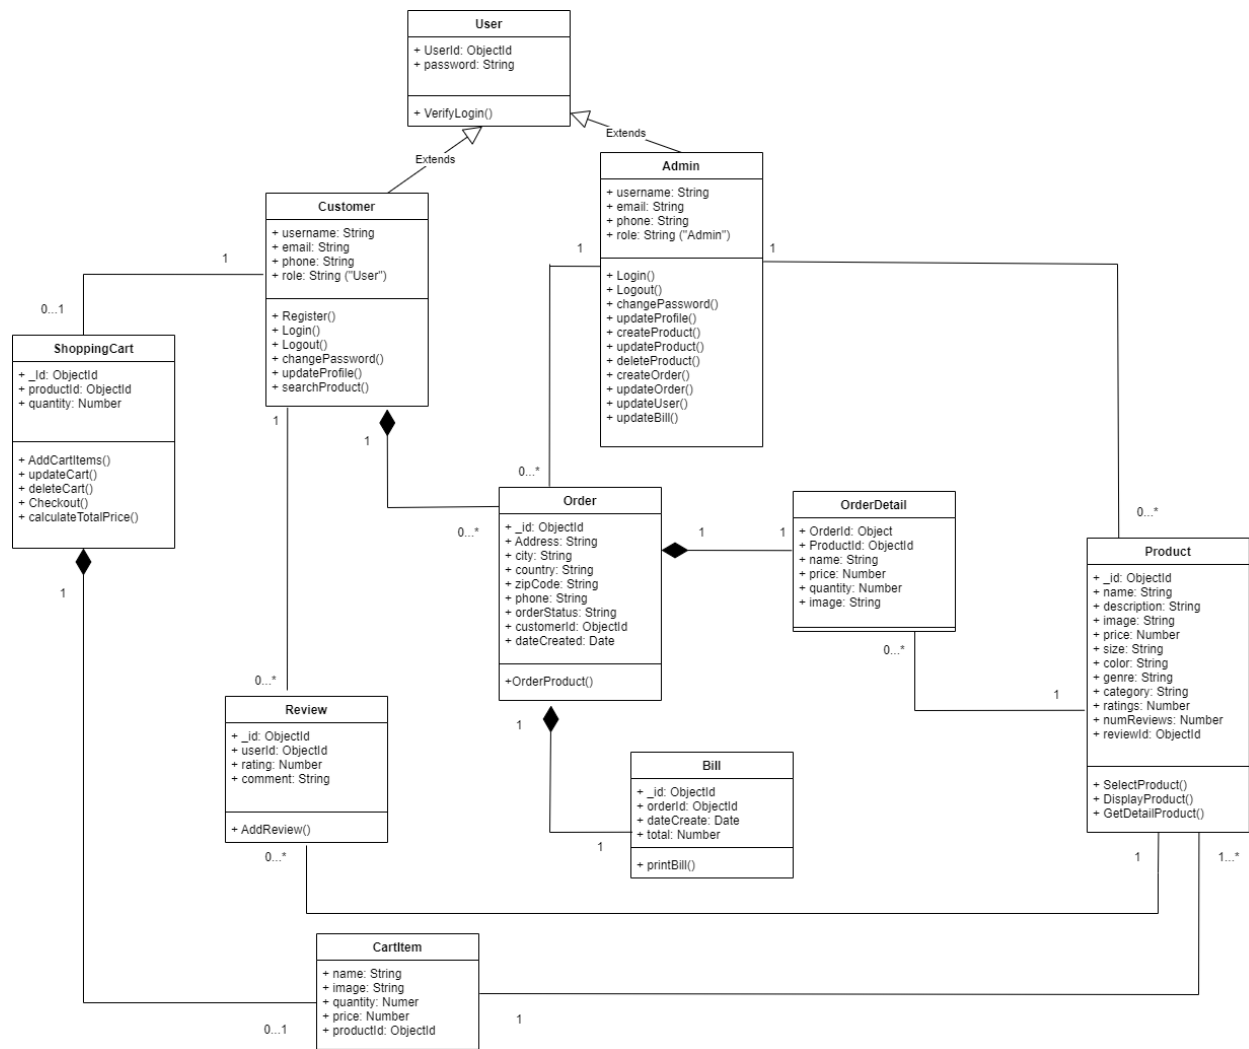 User
+ UserId: ObjectId
+ password: String
+ VerifyLogin()
Extends
Extends
Admin
+ username: String
+ email: String
+ phone: String
+ role: String ("Admin")
+ Login()
+ Logout()
+ changePassword()
+ updateProfile()
+ createProduct()
+ updateProduct()
+ deleteProduct()
+ createOrder()
+ updateOrder()
+ updateUser()
+ updateBill()
Customer
+ username: String
+ email: String
+ phone: String
+ role: String ("User")
+ Register()
+ Login()
+ Logout()
+ changePassword()
+ updateProfile()
+ searchProduct()
1
1
1
0...1
ShoppingCart
+ _Id: ObjectId
+ productId: ObjectId
+ quantity: Number
+ AddCartItems()
+ updateCart()
+ deleteCart()
+ Checkout()
+ calculateTotalPrice()
1
1
1
0...*
0...*
0...*
Order
+ _id: ObjectId
+ Address: String
+ city: String
+ country: String
+ zipCode: String
+ phone: String
+ orderStatus: String
+ customerId: ObjectId
+ dateCreated: Date
+OrderProduct()
1
1
OrderDetail
+ OrderId: Object
+ ProductId: ObjectId
+ name: String
+ price: Number
+ quantity: Number
+ image: String
0...*
1
Product
+ _id: ObjectId
+ name: String
+ description: String
+ image: String
+ price: Number
+ size: String
+ color: String
+ genre: String
+ category: String
+ ratings: Number
+ numReviews: Number
+ reviewId: ObjectId
+ SelectProduct()
+ DisplayProduct()
+ GetDetailProduct()
0...*
Review
+ _id: ObjectId
+ userId: ObjectId
+ rating: Number
+ comment: String
+ AddReview()
0...*
1
1
Bill
+ _id: ObjectId
+ orderId: ObjectId
+ dateCreate: Date
+ total: Number
+ printBill()
1
1...*
CartItem
+ name: String
+ image: String
+ quantity: Numer
+ price: Number
+ productId: ObjectId
0...1
1